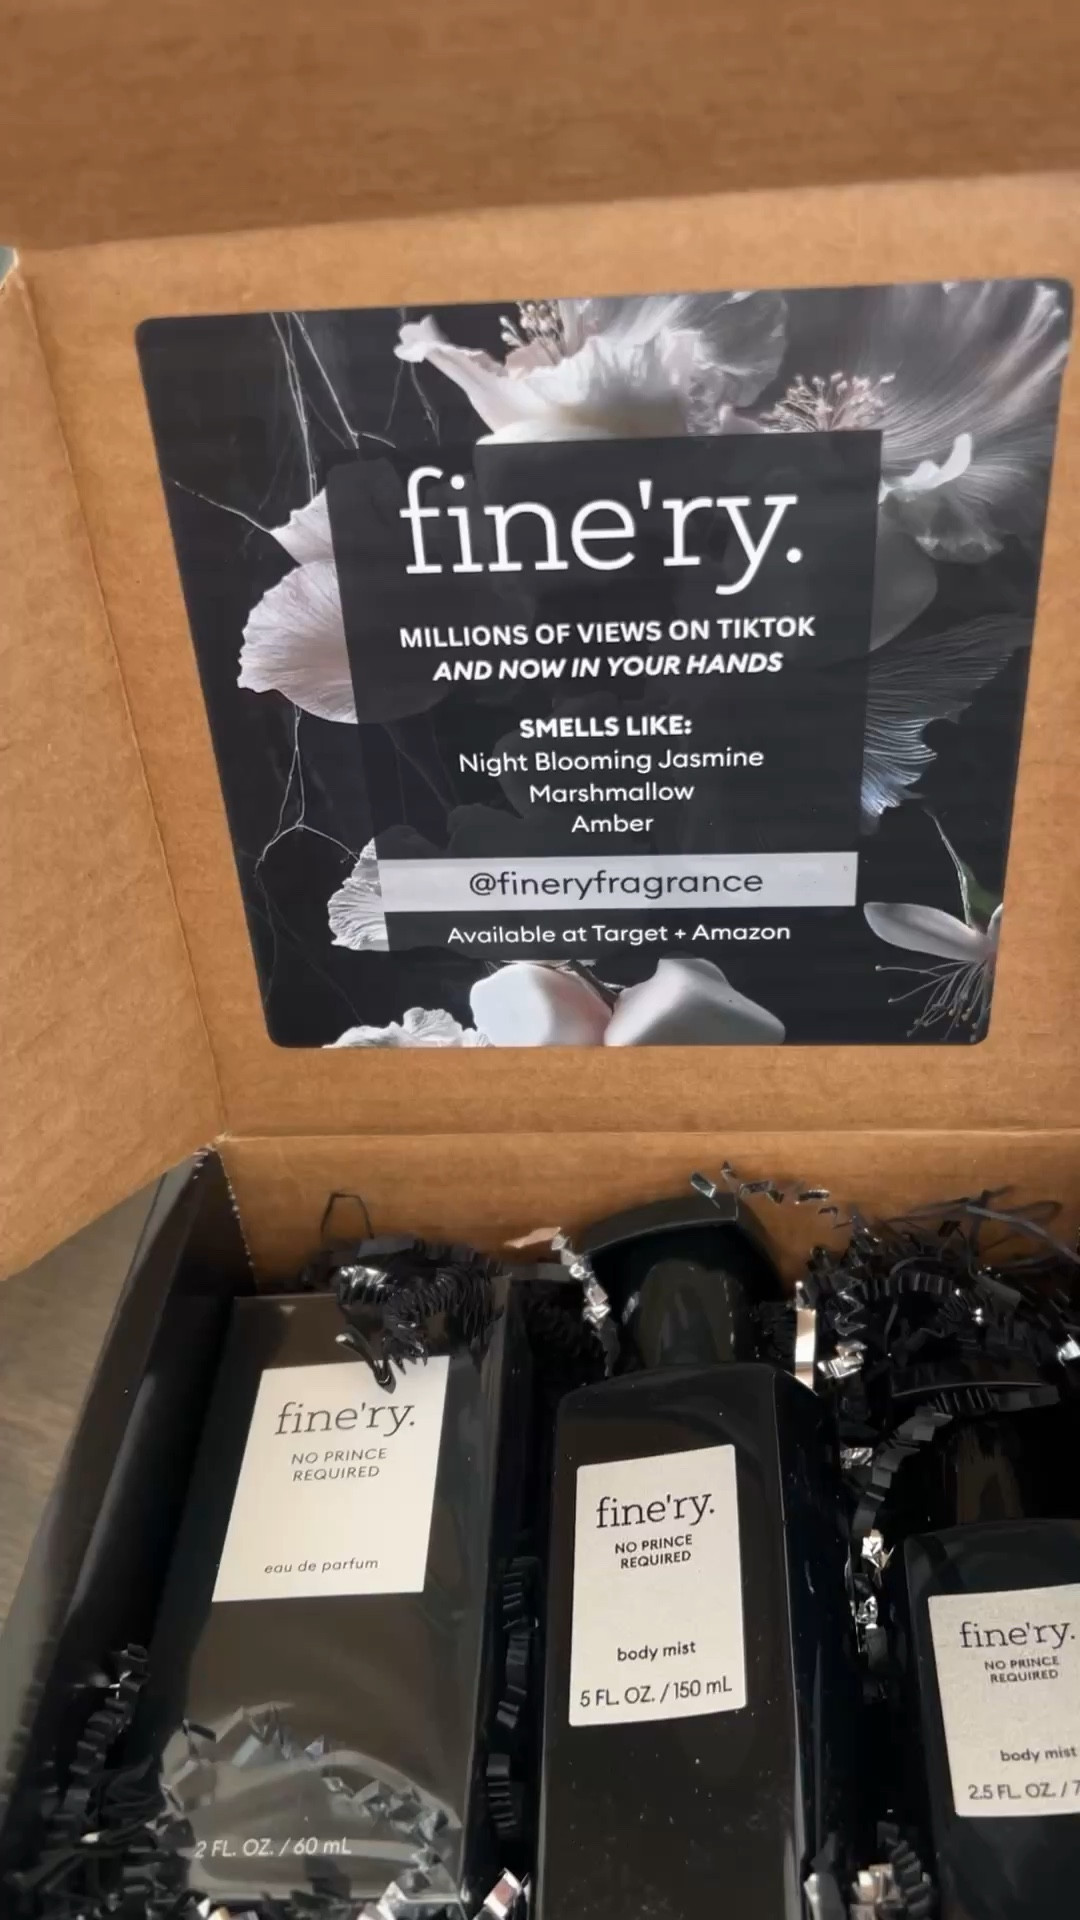 fine'ry.
MILLIONS OF VIEWS ON TIKTOK
AND NOW IN YOUR HANDS
SMELLS LIKE:
Night Blooming Jasmine
Marshmallow
Amber
@fineryfragrance
Available at Target + Amazon
fine'ry.
NO PRINCE
REQUIRED
eau de parfum
2 FL. OZ. / 60 mL
fine'ry.
NO PRINCE
REQUIRED
body mist
5 FL. OZ. / 150 mL
fine'ry.
NO PRINCE
REQUIRED
body mist
2.5 FL. OZ. / 7